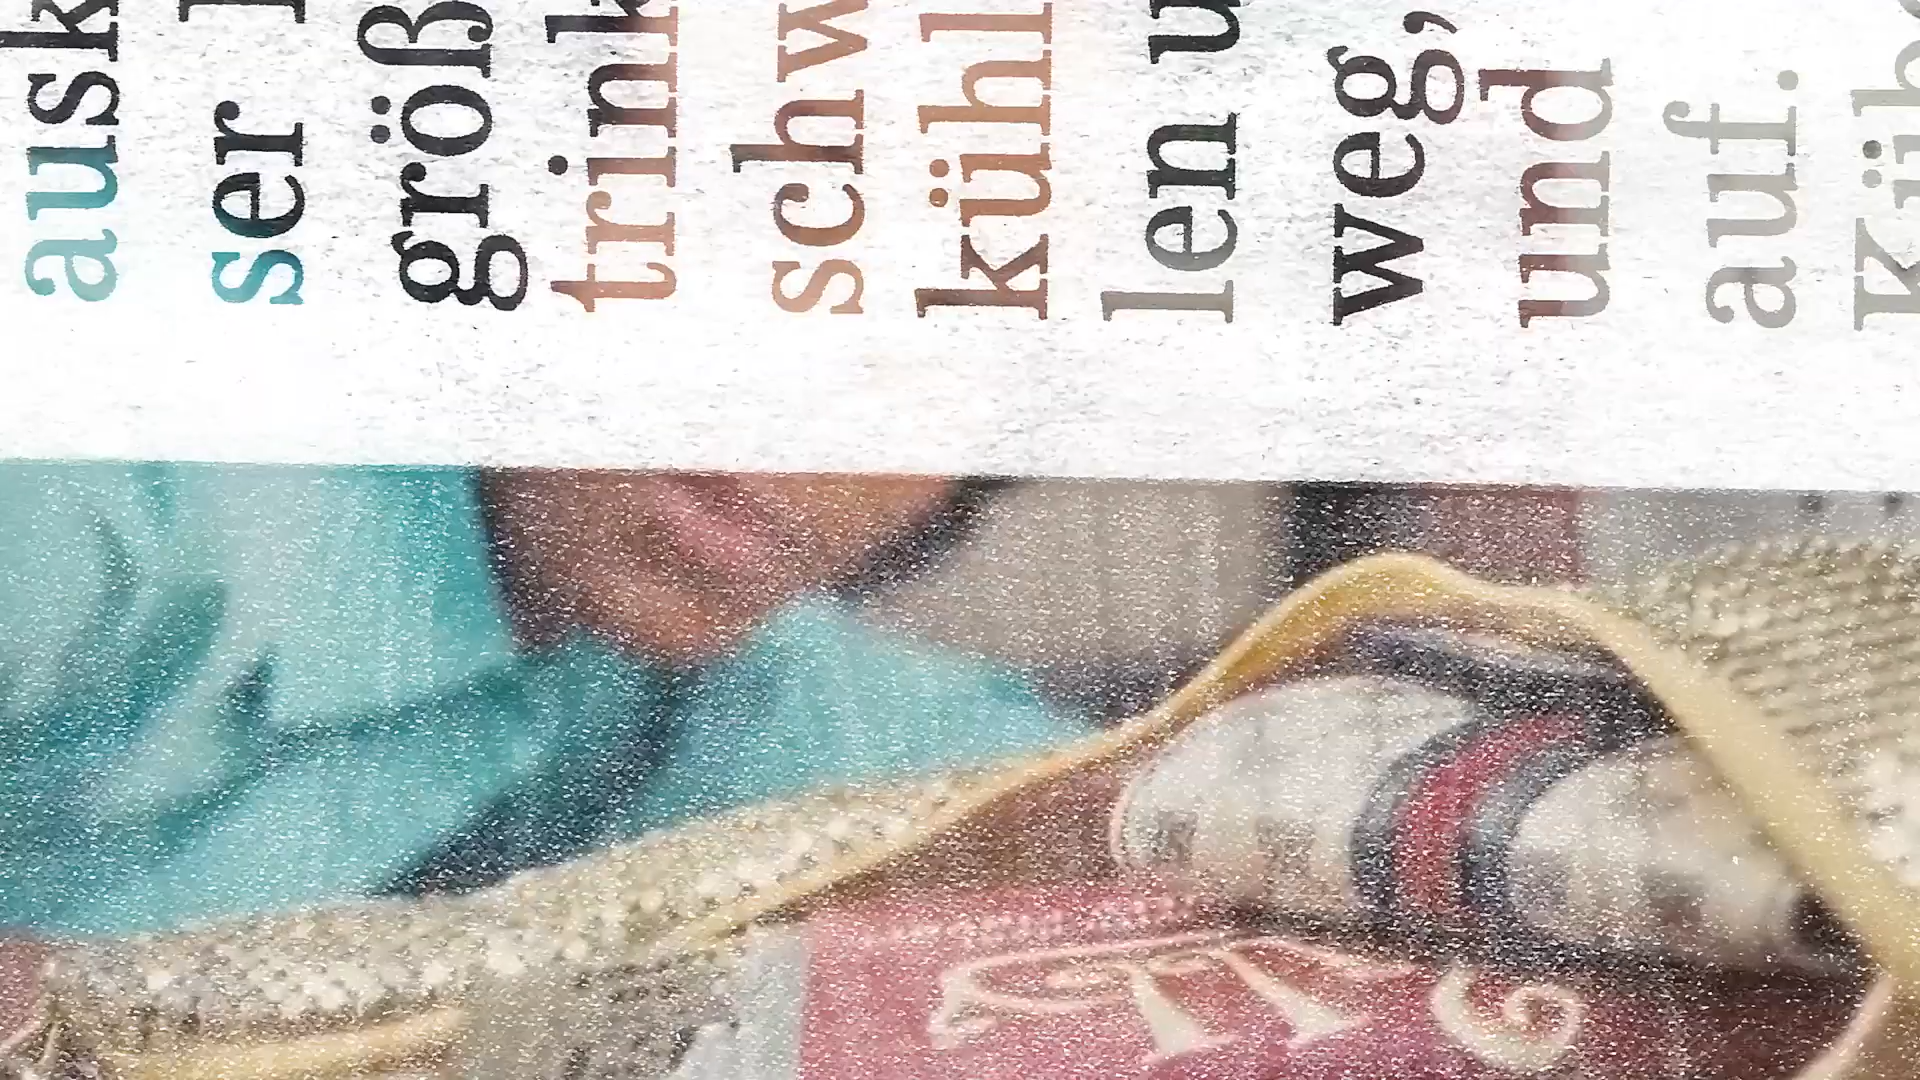 ausk
ser
größ
trink
schw
kühl
len u
weg,
und
auf.